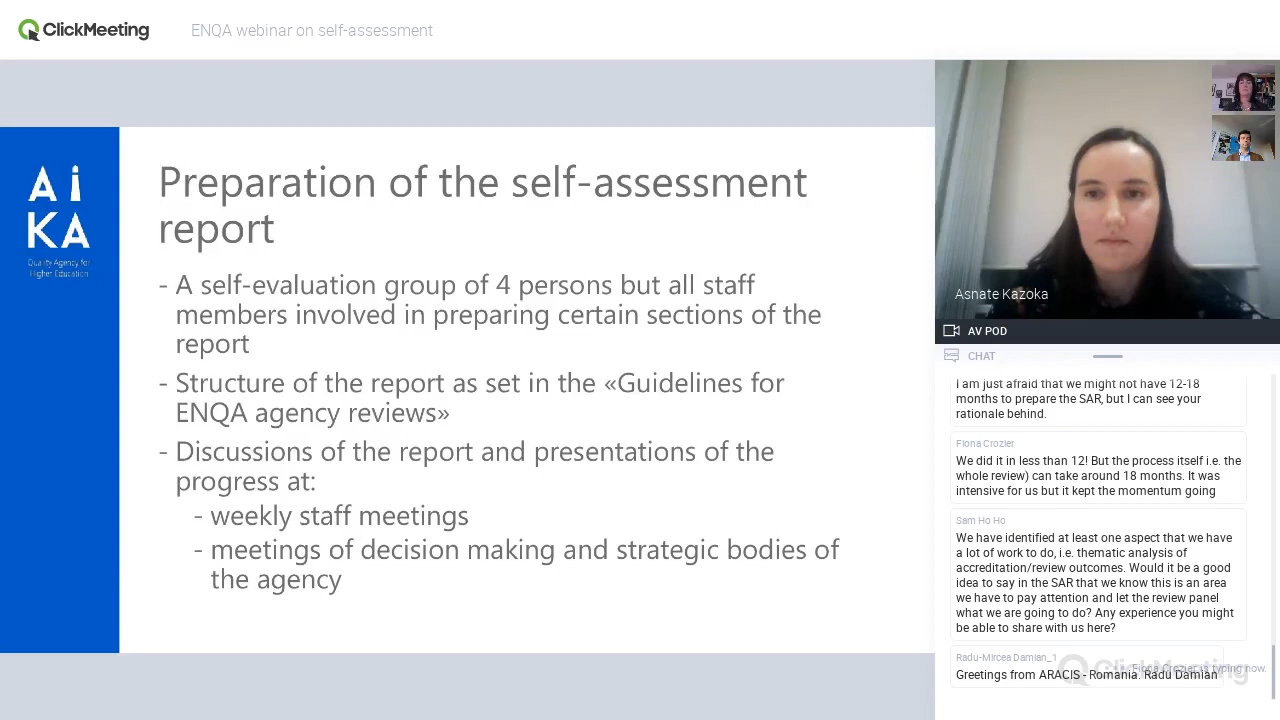 ClickMeeting
ENQA webinar on self-assessment
AiKA
Quality Agency for
Higher Education
Preparation of the self-assessment
report
- A self-evaluation group of 4 persons but all staff
members involved in preparing certain sections of the
report
- Structure of the report as set in the «Guidelines for
ENQA agency reviews»
- Discussions of the report and presentations of the
progress at:
- weekly staff meetings
- meetings of decision making and strategic bodies of
the agency
Asnate Kazoka
AV POD
CHAT
I am just afraid that we might not have 12-18
months to prepare the SAR, but I can see your
rationale behind.
Fiona Crozier
We did it in less than 12! But the process itself i.e. the
whole review) can take around 18 months. It was
intensive for us but it kept the momentum going
Sam Ho Ho
We have identified at least one aspect that we have
a lot of work to do, i.e. thematic analysis of
accreditation/review outcomes. Would it be a good
idea to say in the SAR that we know this is an area
we have to pay attention and let the review panel
what we are going to do? Any experience you might
be able to share with us here?
Radu-Mircea Damian_1
Greetings from ARACIS - Romania. Radu Damian
Fiona Crozier is typing now.
ClickMeeting